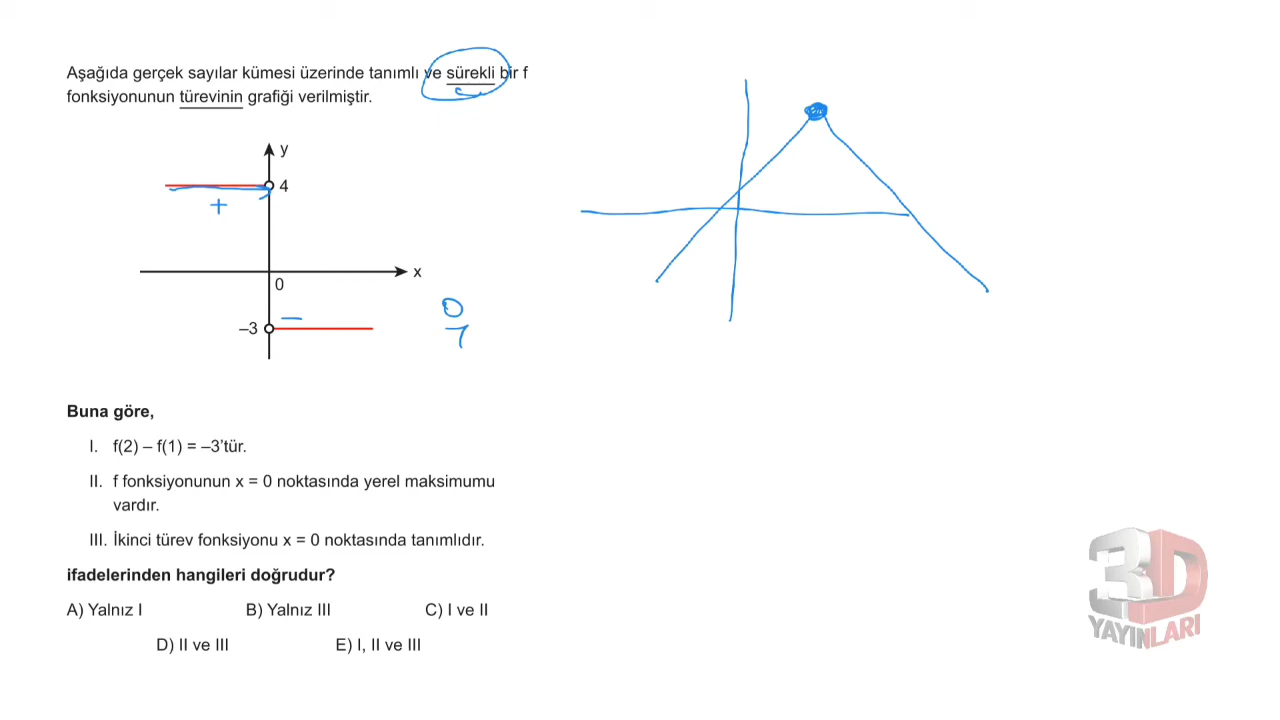 Aşağıda gerçek sayılar kümesi üzerinde tanımlı ve sürekli bir f
fonksiyonunun türevinin grafiği verilmiştir.
y
4
+
x
0
–
–3
0
7
Buna göre,
I. f(2) – f(1) = –3’tür.
II. f fonksiyonunun x = 0 noktasında yerel maksimumu
vardır.
III. İkinci türev fonksiyonu x = 0 noktasında tanımlıdır.
ifadelerinden hangileri doğrudur?
A) Yalnız I B) Yalnız III C) I ve II
D) II ve III E) I, II ve III
3D
YAYINLARI